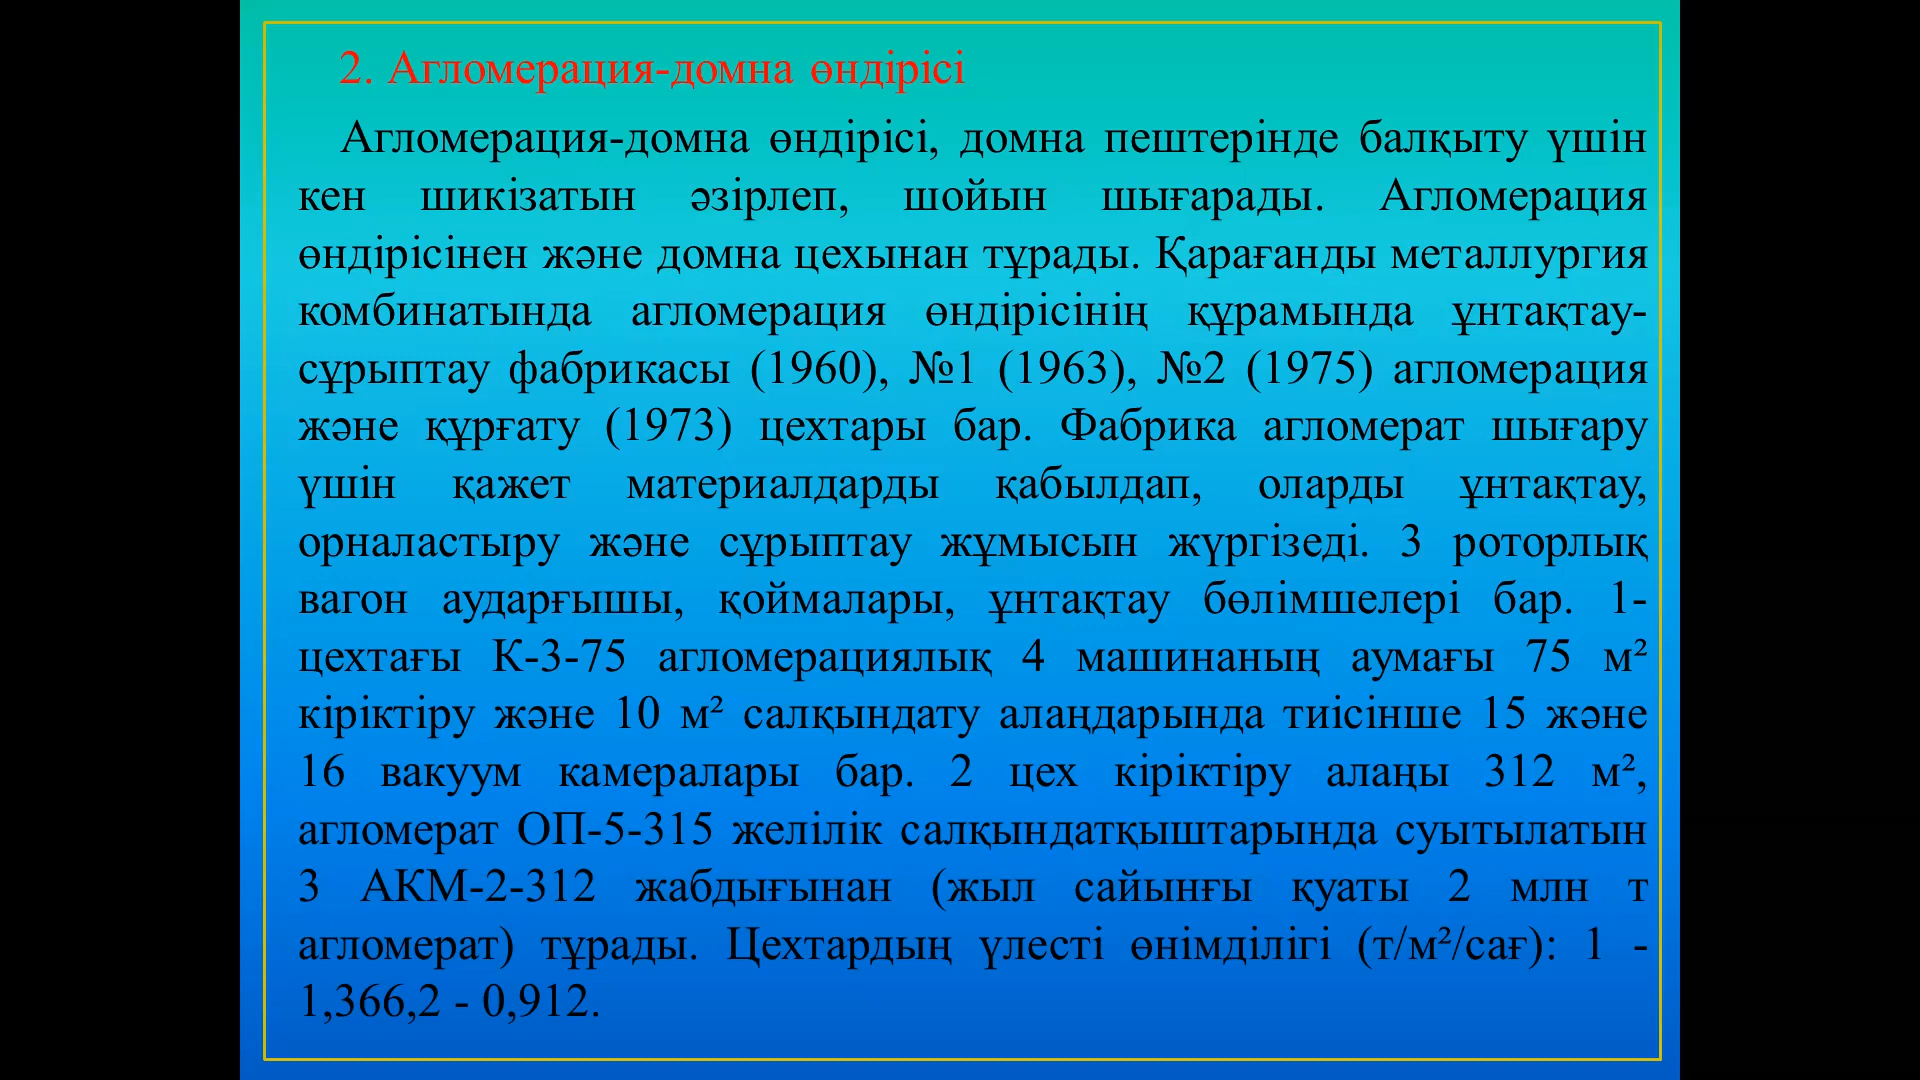 2. Агломерация-домна өндірісі
Агломерация-домна өндірісі, домна пештерінде балқыту үшін
кен шикізатын әзірлеп, шойын шығарады. Агломерация
өндірісінен және домна цехынан тұрады. Қарағанды металлургия
комбинатында агломерация өндірісінің құрамында ұнтақтау-
сұрыптау фабрикасы (1960), №1 (1963), №2 (1975) агломерация
және құрғату (1973) цехтары бар. Фабрика агломерат шығару
үшін қажет материалдарды қабылдап, оларды ұнтақтау,
орналастыру және сұрыптау жұмысын жүргізеді. 3 роторлық
вагон аударғышы, қоймалары, ұнтақтау бөлімшелері бар. 1-
цехтағы К-3-75 агломерациялық 4 машинаның аумағы 75 м²
кіріктіру және 10 м² салқындату алаңдарында тиісінше 15 және
16 вакуум камералары бар. 2 цех кіріктіру алаңы 312 м²,
агломерат ОП-5-315 желілік салқындатқыштарында суытылатын
3 АКМ-2-312 жабдығынан (жыл сайынғы қуаты 2 млн т
агломерат) тұрады. Цехтардың үлесті өнімділігі (т/м²/сағ): 1 -
1,366,2 - 0,912.